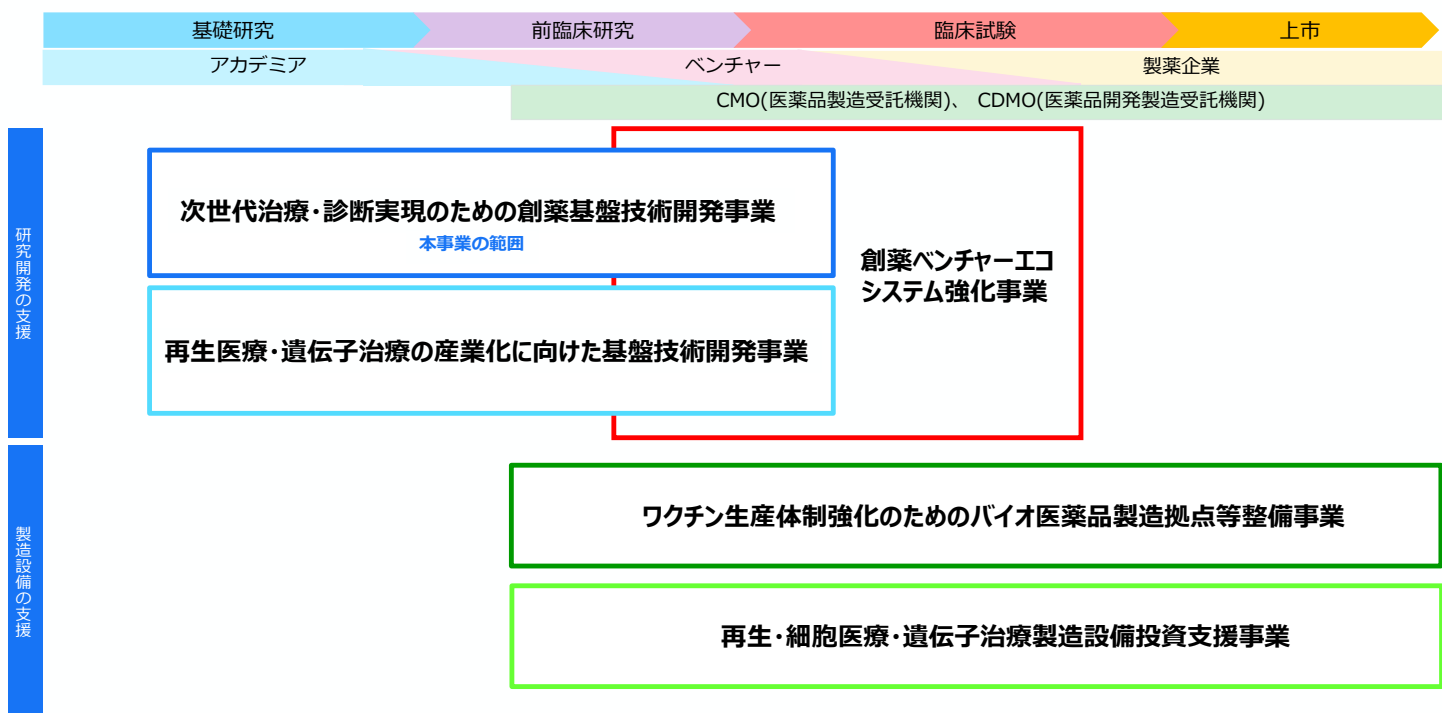 基礎研究
前臨床研究
臨床試験
上市
アカデミア
ベンチャー
製薬企業
CMO(医薬品製造受託機関)、 CDMO(医薬品開発製造受託機関)
研究開発の支援
次世代治療・診断実現のための創薬基盤技術開発事業
本事業の範囲
創薬ベンチャーエコ
システム強化事業
再生医療・遺伝子治療の産業化に向けた基盤技術開発事業
製造設備の支援
ワクチン生産体制強化のためのバイオ医薬品製造拠点等整備事業
再生・細胞医療・遺伝子治療製造設備投資支援事業